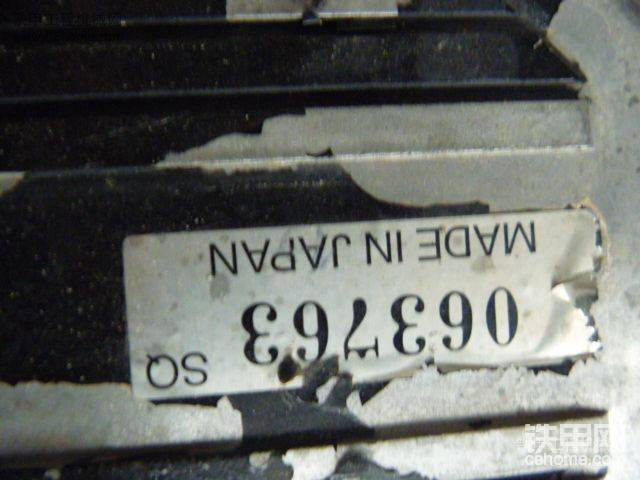 SQ
063763
MADE IN JAPAN
铁甲网
cehome.com